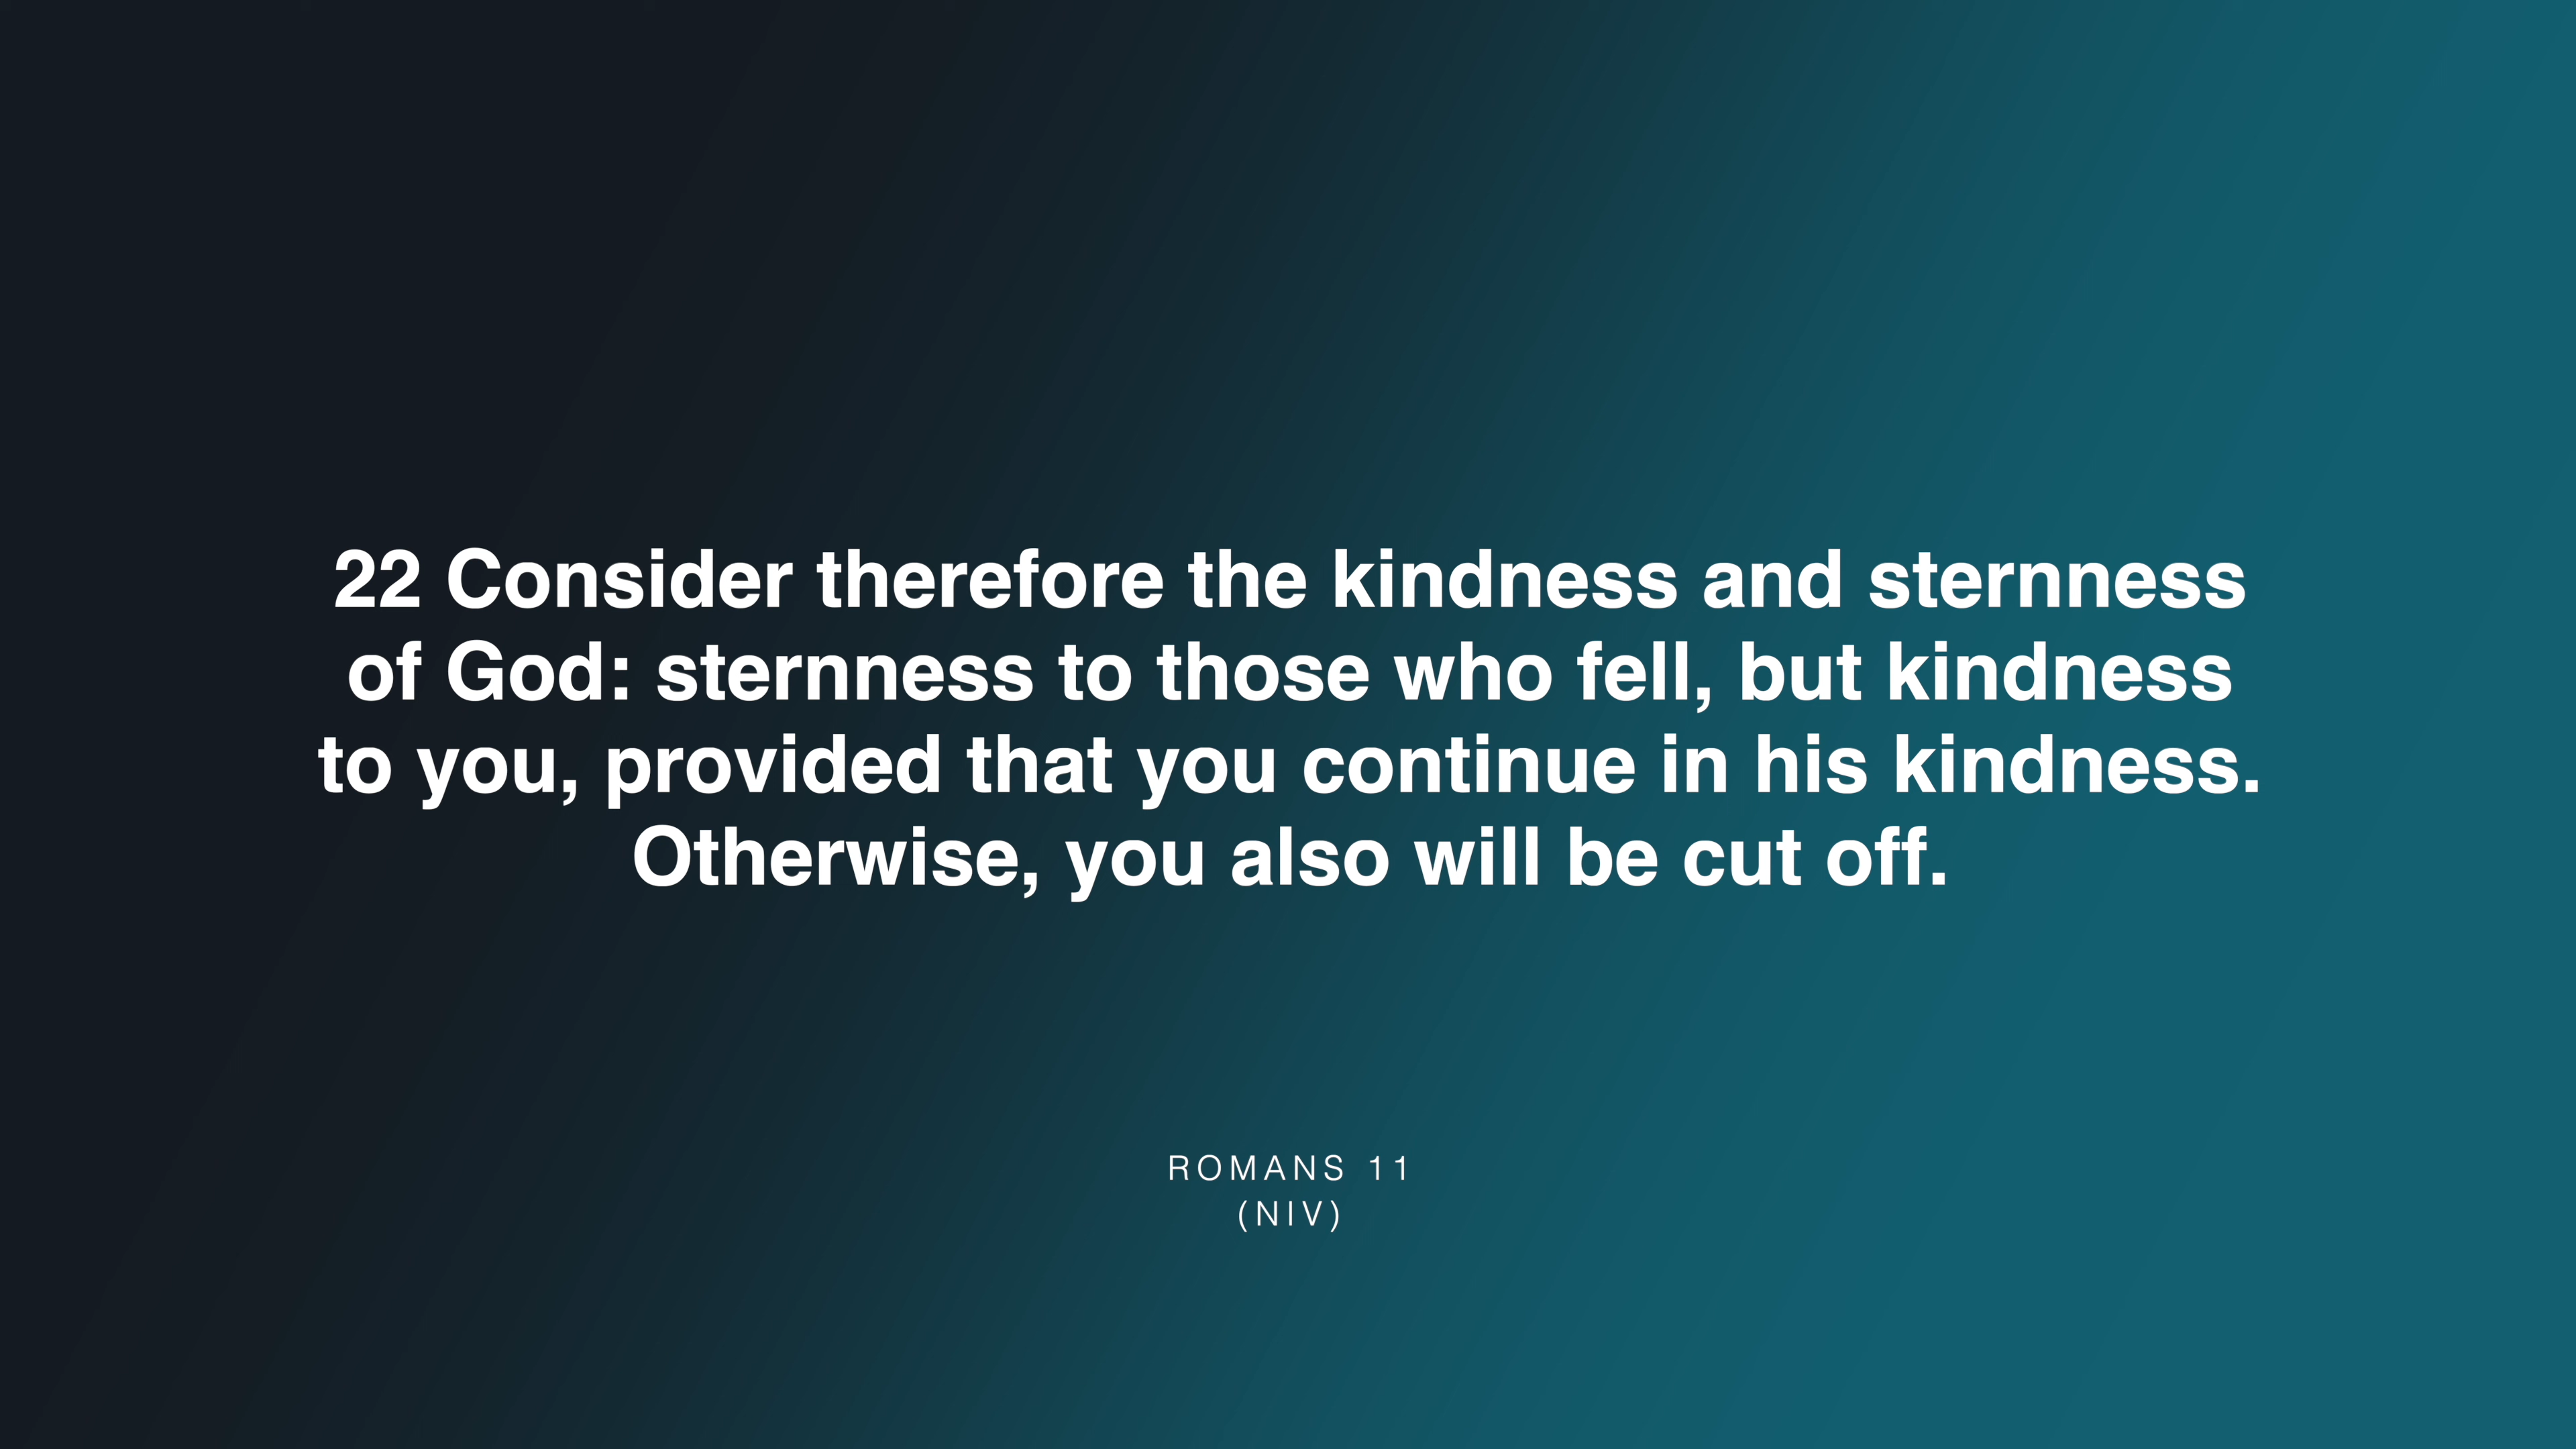 22 Consider therefore the kindness and sternness
of God: sternness to those who fell, but kindness
to you, provided that you continue in his kindness.
Otherwise, you also will be cut off.
ROMANS 11
(NIV)